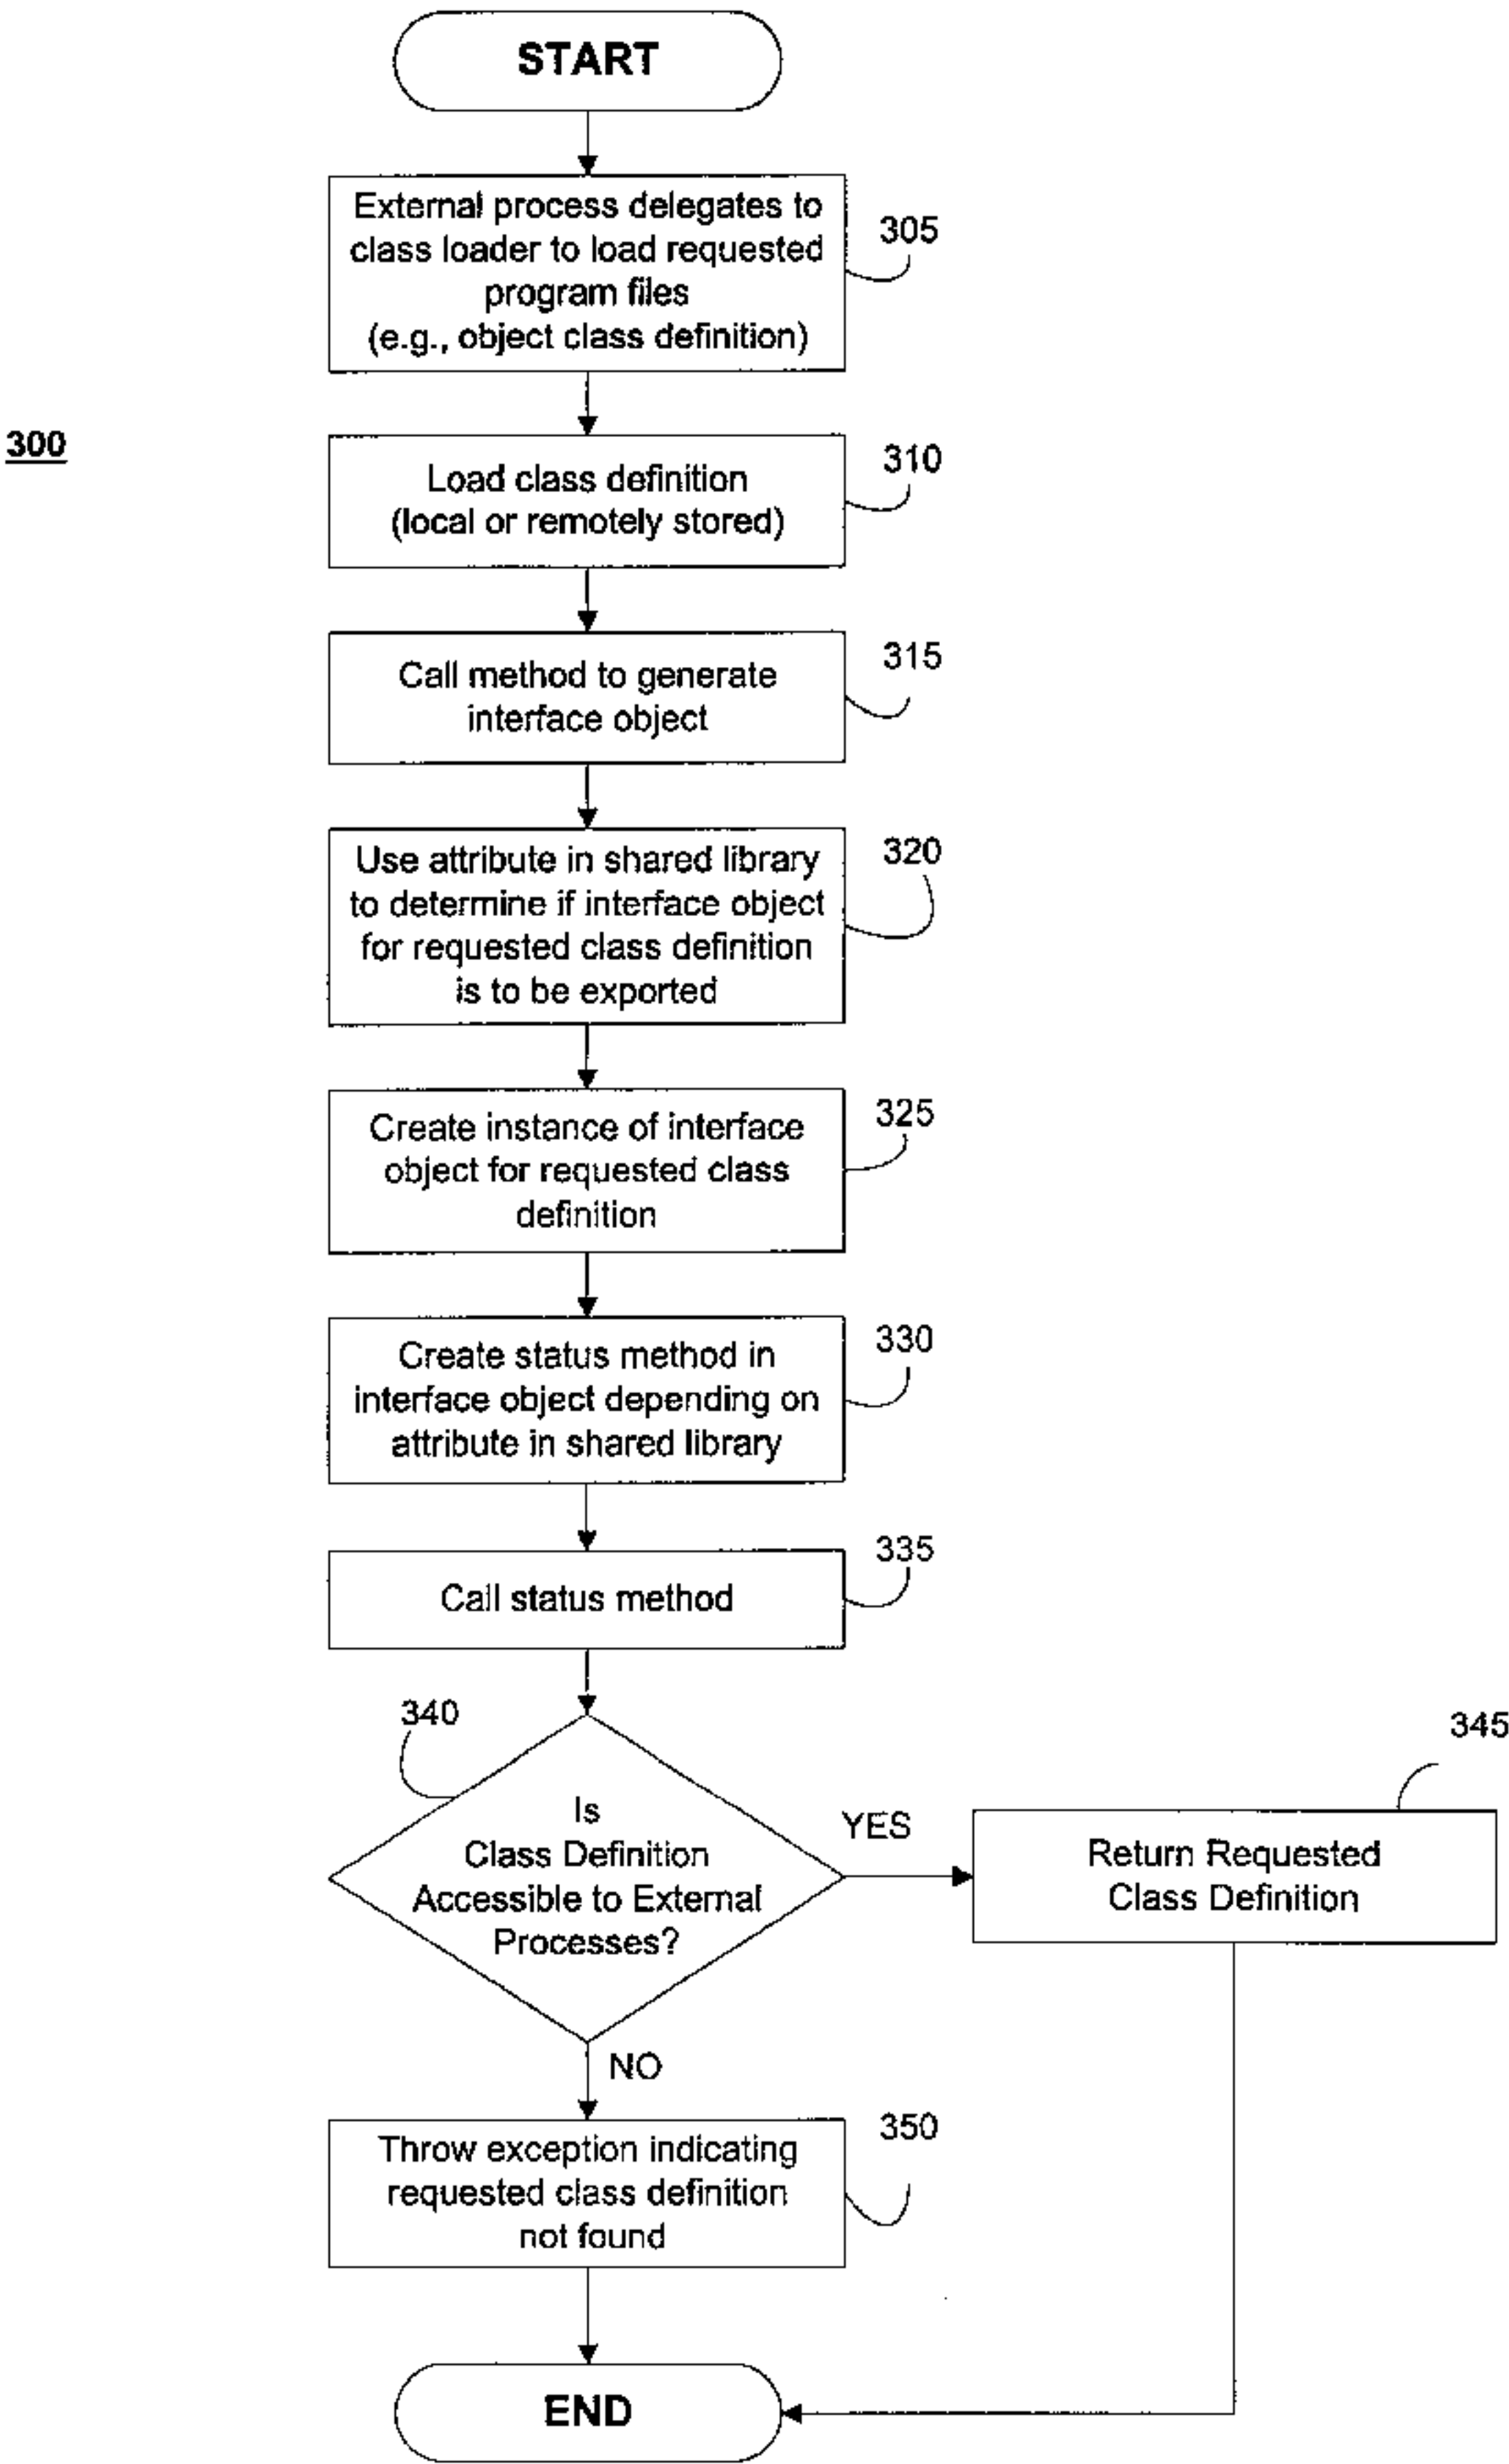 START
External process delegates to
class loader to load requested
program files
(e.g., object class definition)
305
300
Load class definition
(local or remotely stored)
310
Call method to generate
interface object
315
Use attribute in shared library
to determine if interface object
for requested class definition
is to be exported
320
Create instance of interface
object for requested class
definition
325
Create status method in
interface object depending on
attribute in shared library
330
Call status method
335
340
Is
Class Definition
Accessible to External
Processes?
YES
345
Return Requested
Class Definition
NO
Throw exception indicating
requested class definition
not found
350
END